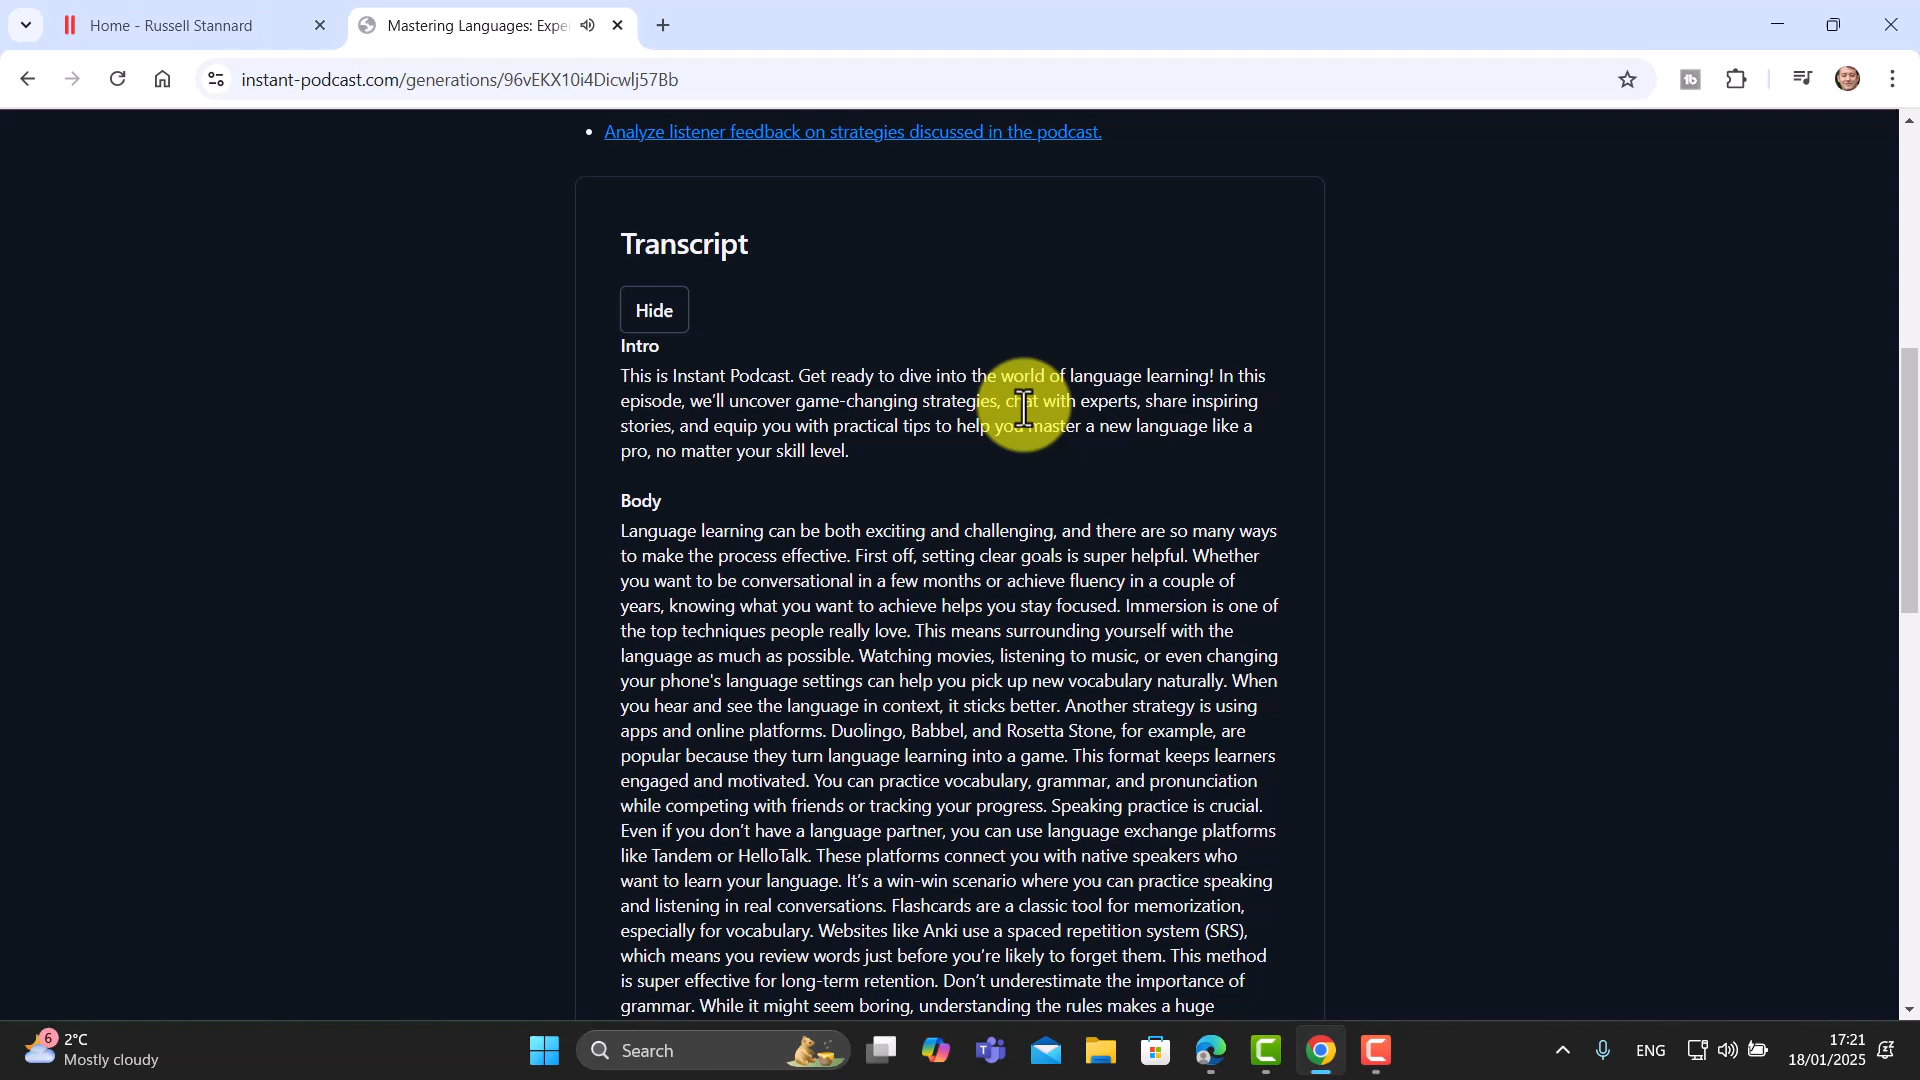 Home - Russell Stannard
Mastering Languages: Expe
instant-podcast.com/generations/96vEKX10i4Dicwlj57Bb
Analyze listener feedback on strategies discussed in the podcast.
Transcript
Hide
Intro
This is Instant Podcast. Get ready to dive into the world of language learning! In this
episode, we'll uncover game-changing strategies, chat with experts, share inspiring
stories, and equip you with practical tips to help you master a new language like a
pro, no matter your skill level.
Body
Language learning can be both exciting and challenging, and there are so many ways
to make the process effective. First off, setting clear goals is super helpful. Whether
you want to be conversational in a few months or achieve fluency in a couple of
years, knowing what you want to achieve helps you stay focused. Immersion is one of
the top techniques people really love. This means surrounding yourself with the
language as much as possible. Watching movies, listening to music, or even changing
your phone's language settings can help you pick up new vocabulary naturally. When
you hear and see the language in context, it sticks better. Another strategy is using
apps and online platforms. Duolingo, Babbel, and Rosetta Stone, for example, are
popular because they turn language learning into a game. This format keeps learners
engaged and motivated. You can practice vocabulary, grammar, and pronunciation
while competing with friends or tracking your progress. Speaking practice is crucial.
Even if you don't have a language partner, you can use language exchange platforms
like Tandem or HelloTalk. These platforms connect you with native speakers who
want to learn your language. It's a win-win scenario where you can practice speaking
and listening in real conversations. Flashcards are a classic tool for memorization,
especially for vocabulary. Websites like Anki use a spaced repetition system (SRS),
which means you review words just before you're likely to forget them. This method
is super effective for long-term retention. Don't underestimate the importance of
grammar. While it might seem boring, understanding the rules makes a huge
6
2°C
Mostly cloudy
Search
ENG
17:21
18/01/2025